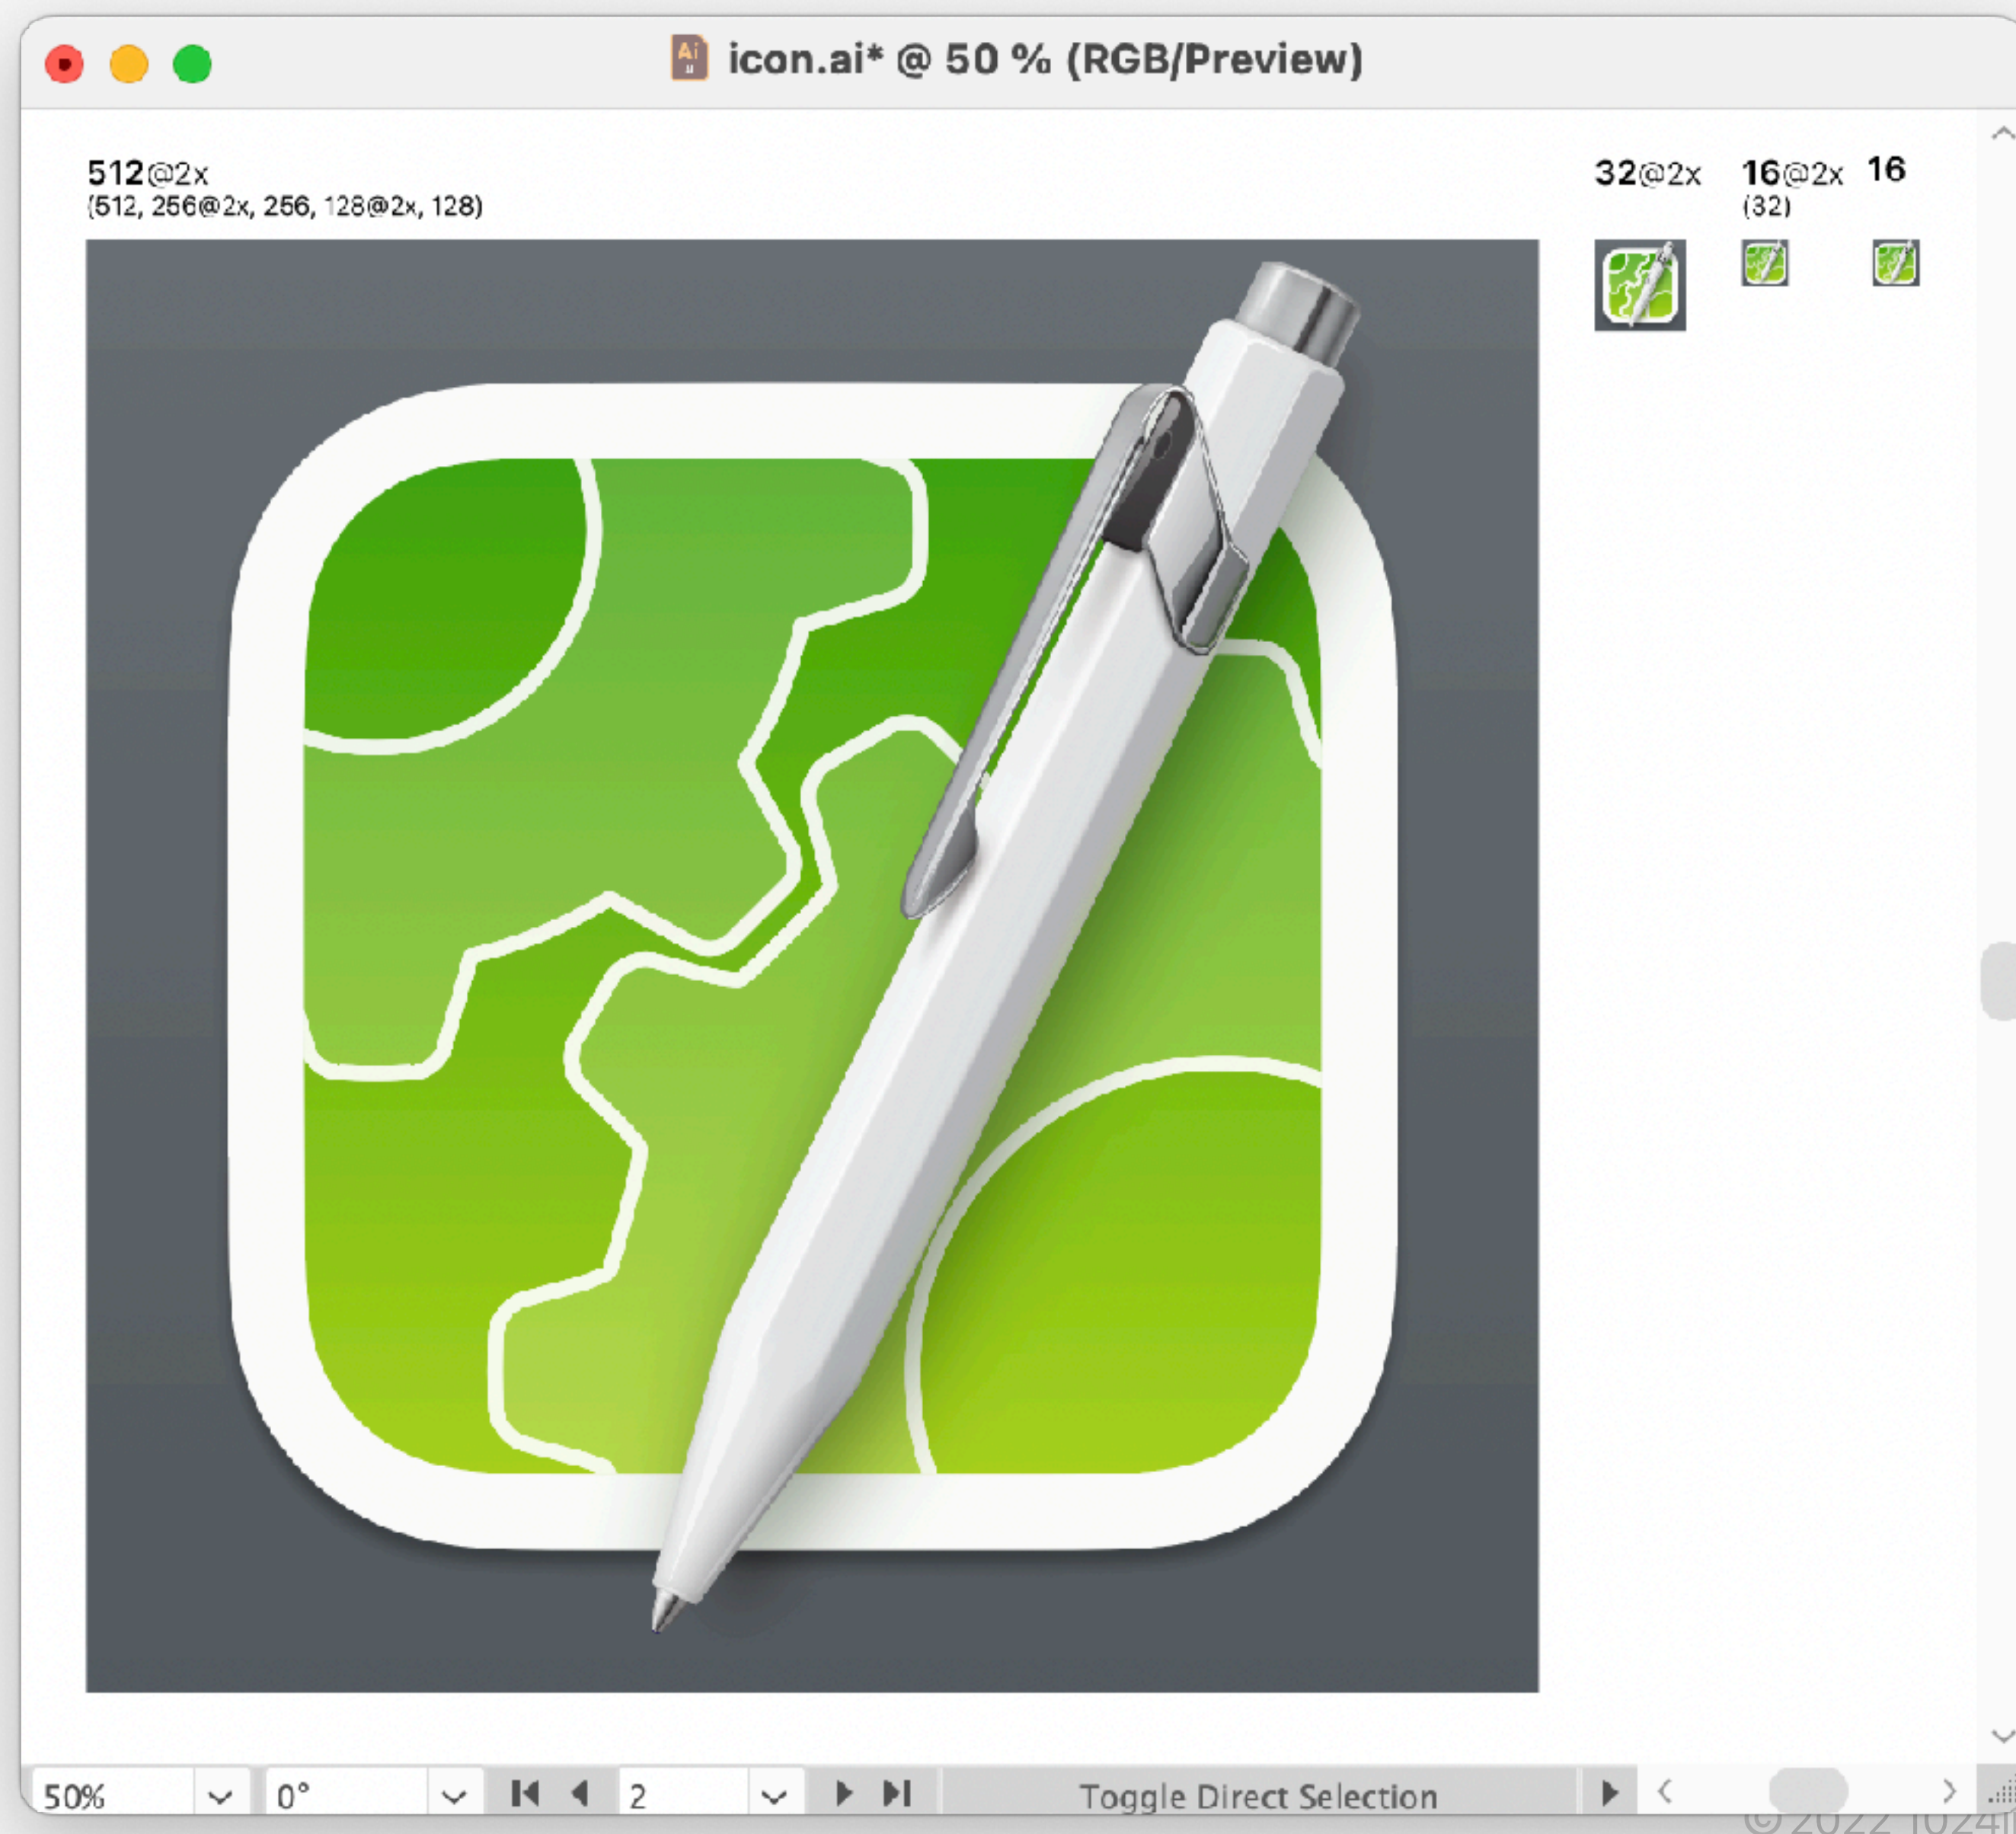 icon.ai* @ 50 % (RGB/Preview)
512@2x
(512, 256@2x, 256, 128@2x, 128)
32@2x
16@2x
(32)
16
50%
0°
2
Toggle Direct Selection
© 2022